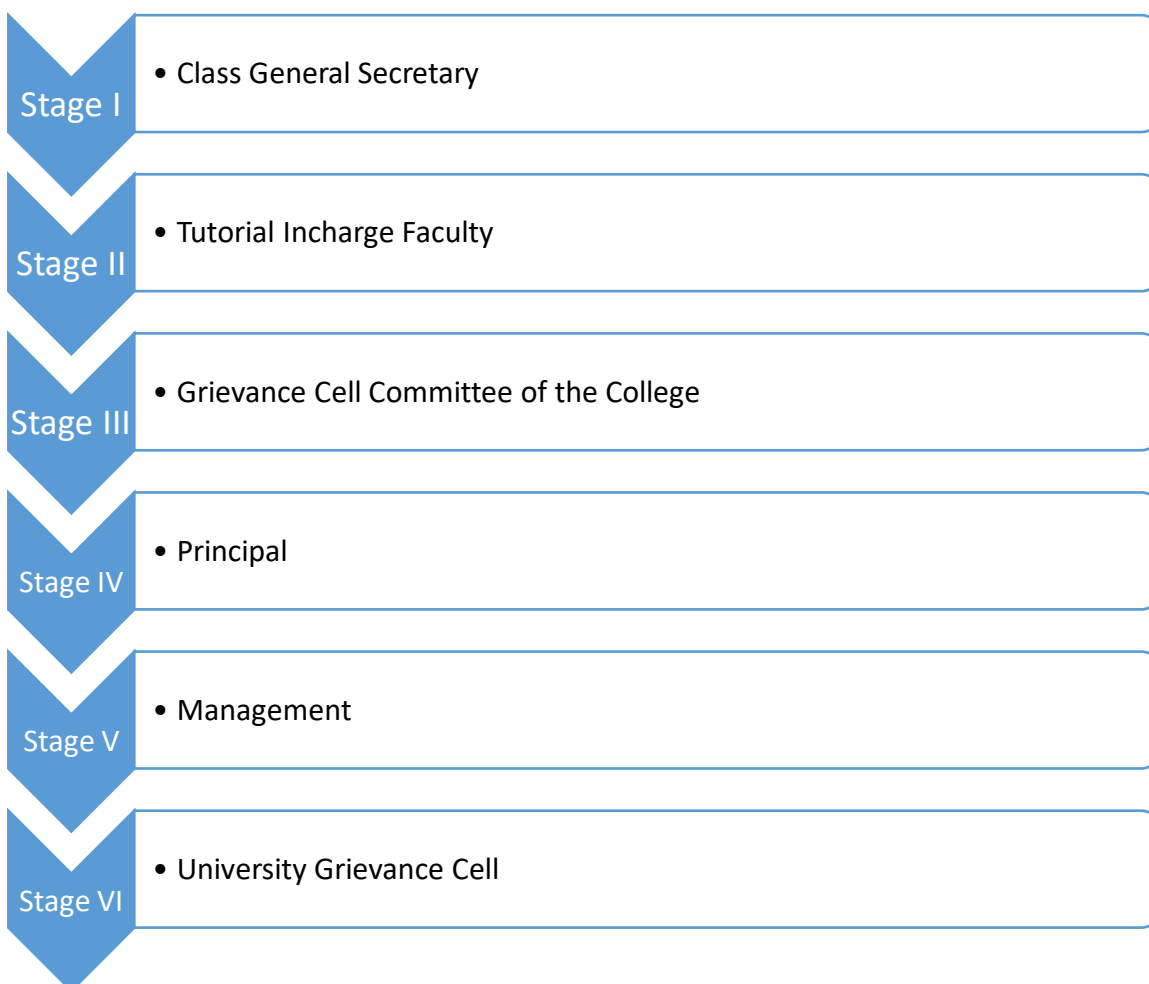 Stage I
• Class General Secretary
Stage II
• Tutorial Incharge Faculty
Stage III
• Grievance Cell Committee of the College
Stage IV
• Principal
Stage V
• Management
Stage VI
• University Grievance Cell